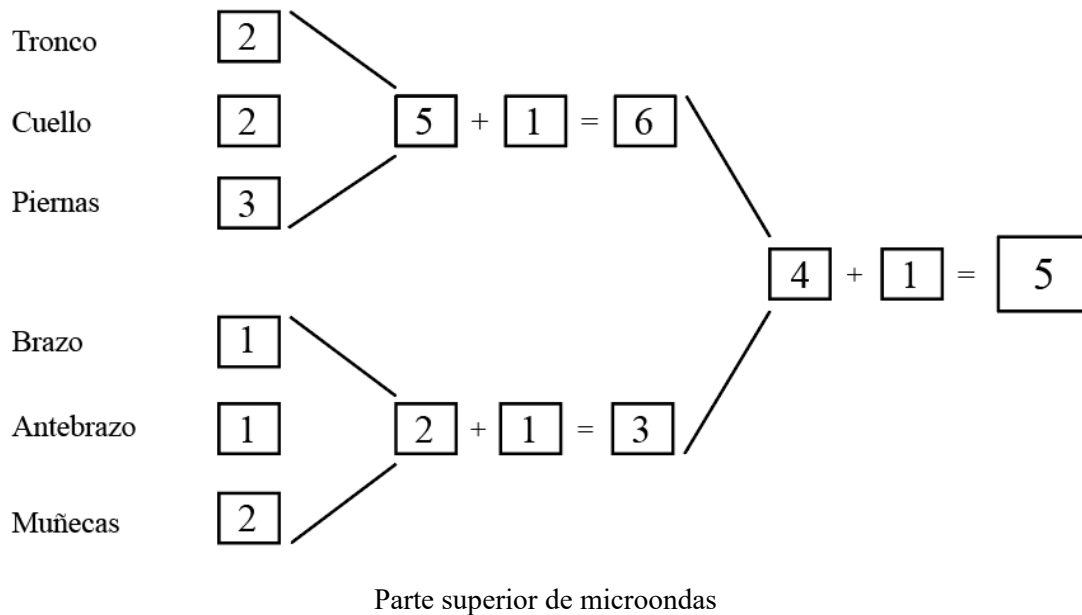 Tronco 2
Cuello 2 5 + 1 = 6
Piernas 3
4 + 1 = 5
Brazo 1
Antebrazo 1 2 + 1 = 3
Muñecas 2
Parte superior de microondas